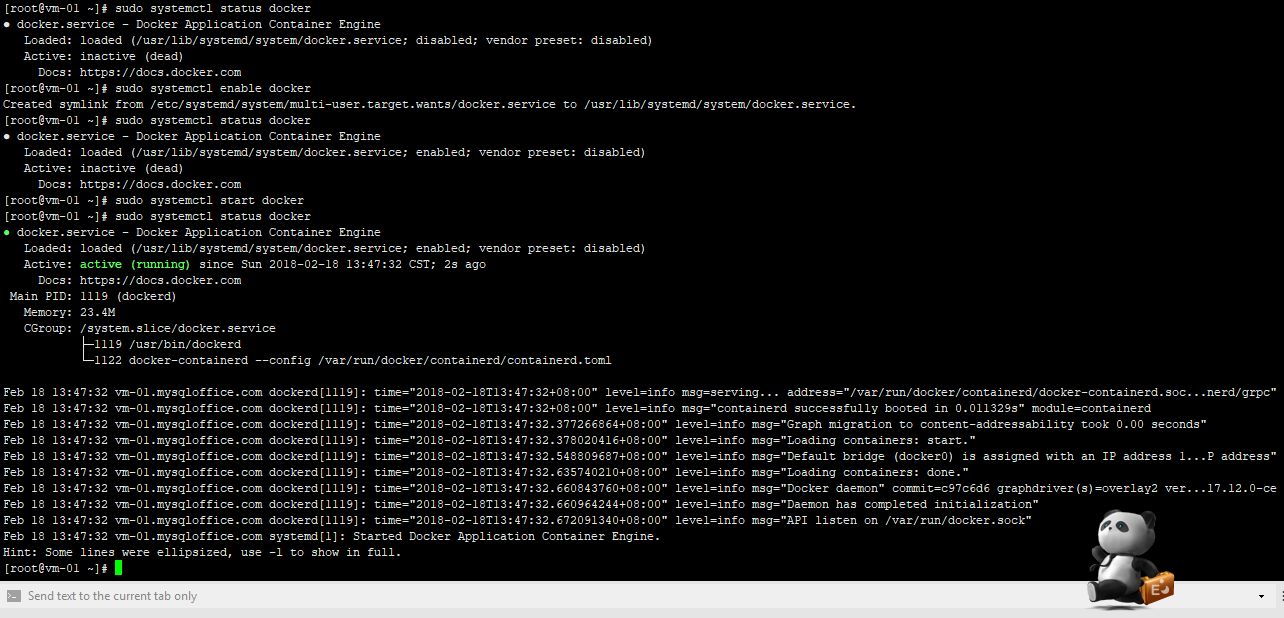 [root@vm-01 ~]# sudo systemctl status docker
● docker.service - Docker Application Container Engine
   Loaded: loaded (/usr/lib/systemd/system/docker.service; disabled; vendor preset: disabled)
   Active: inactive (dead)
     Docs: https://docs.docker.com
[root@vm-01 ~]# sudo systemctl enable docker
Created symlink from /etc/systemd/system/multi-user.target.wants/docker.service to /usr/lib/systemd/system/docker.service.
[root@vm-01 ~]# sudo systemctl status docker
● docker.service - Docker Application Container Engine
   Loaded: loaded (/usr/lib/systemd/system/docker.service; enabled; vendor preset: disabled)
   Active: inactive (dead)
     Docs: https://docs.docker.com
[root@vm-01 ~]# sudo systemctl start docker
[root@vm-01 ~]# sudo systemctl status docker
● docker.service - Docker Application Container Engine
   Loaded: loaded (/usr/lib/systemd/system/docker.service; enabled; vendor preset: disabled)
   Active: active (running) since Sun 2018-02-18 13:47:32 CST; 2s ago
     Docs: https://docs.docker.com
 Main PID: 1119 (dockerd)
   Memory: 23.4M
   CGroup: /system.slice/docker.service
           ├─1119 /usr/bin/dockerd
           └─1122 docker-containerd --config /var/run/docker/containerd/containerd.toml
Feb 18 13:47:32 vm-01.mysqloffice.com dockerd[1119]: time="2018-02-18T13:47:32+08:00" level=info msg=serving... address="/var/run/docker/containerd/docker-containerd.soc...nerd/grpc"
Feb 18 13:47:32 vm-01.mysqloffice.com dockerd[1119]: time="2018-02-18T13:47:32+08:00" level=info msg="containerd successfully booted in 0.011329s" module=containerd
Feb 18 13:47:32 vm-01.mysqloffice.com dockerd[1119]: time="2018-02-18T13:47:32.377266864+08:00" level=info msg="Graph migration to content-addressability took 0.00 seconds"
Feb 18 13:47:32 vm-01.mysqloffice.com dockerd[1119]: time="2018-02-18T13:47:32.378020416+08:00" level=info msg="Loading containers: start."
Feb 18 13:47:32 vm-01.mysqloffice.com dockerd[1119]: time="2018-02-18T13:47:32.548809687+08:00" level=info msg="Default bridge (docker0) is assigned with an IP address 1...P address"
Feb 18 13:47:32 vm-01.mysqloffice.com dockerd[1119]: time="2018-02-18T13:47:32.635740210+08:00" level=info msg="Loading containers: done."
Feb 18 13:47:32 vm-01.mysqloffice.com dockerd[1119]: time="2018-02-18T13:47:32.660843760+08:00" level=info msg="Docker daemon" commit=c97c6d6 graphdriver(s)=overlay2 ver...17.12.0-ce
Feb 18 13:47:32 vm-01.mysqloffice.com dockerd[1119]: time="2018-02-18T13:47:32.660964244+08:00" level=info msg="Daemon has completed initialization"
Feb 18 13:47:32 vm-01.mysqloffice.com dockerd[1119]: time="2018-02-18T13:47:32.672091340+08:00" level=info msg="API listen on /var/run/docker.sock"
Feb 18 13:47:32 vm-01.mysqloffice.com systemd[1]: Started Docker Application Container Engine.
Hint: Some lines were ellipsized, use -l to show in full.
[root@vm-01 ~]#
Send text to the current tab only
E